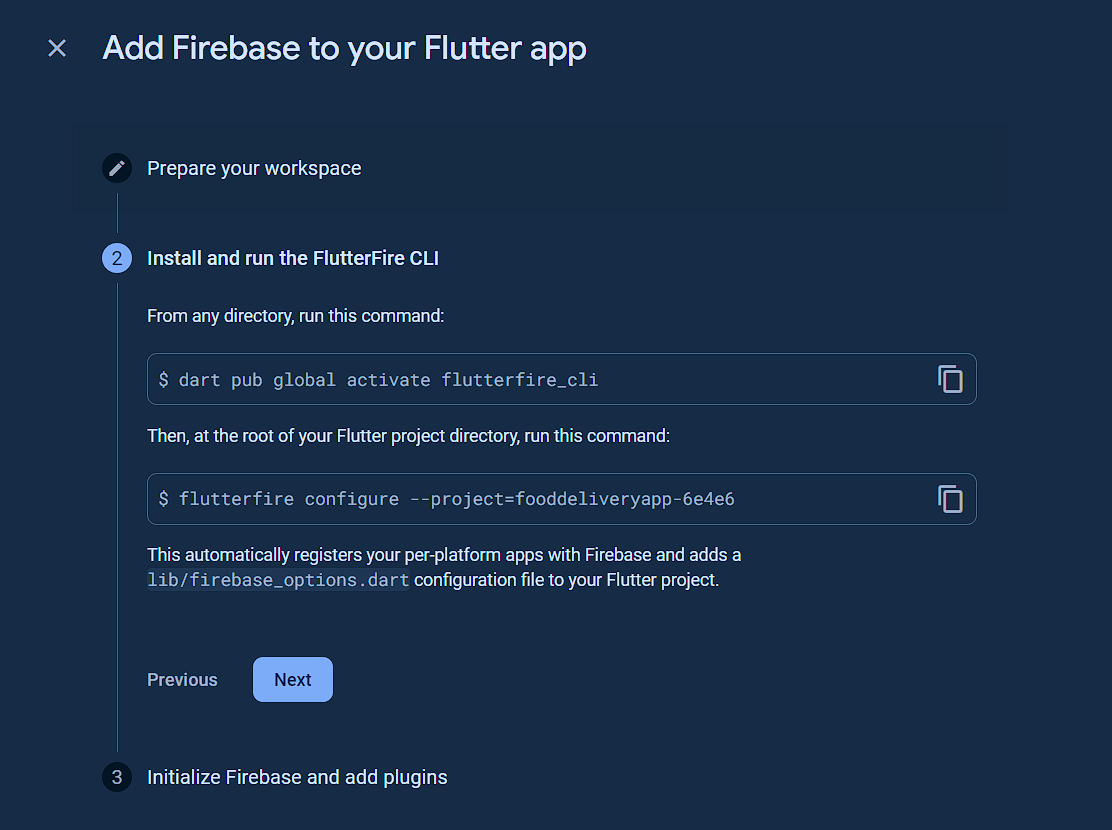 Add Firebase to your Flutter app
Prepare your workspace
2 Install and run the FlutterFire CLI
From any directory, run this command:
$ dart pub global activate flutterfire_cli
Then, at the root of your Flutter project directory, run this command:
$ flutterfire configure --project=fooddeliveryapp-6e4e6
This automatically registers your per-platform apps with Firebase and adds a
lib/firebase_options.dart configuration file to your Flutter project.
Previous Next
3 Initialize Firebase and add plugins